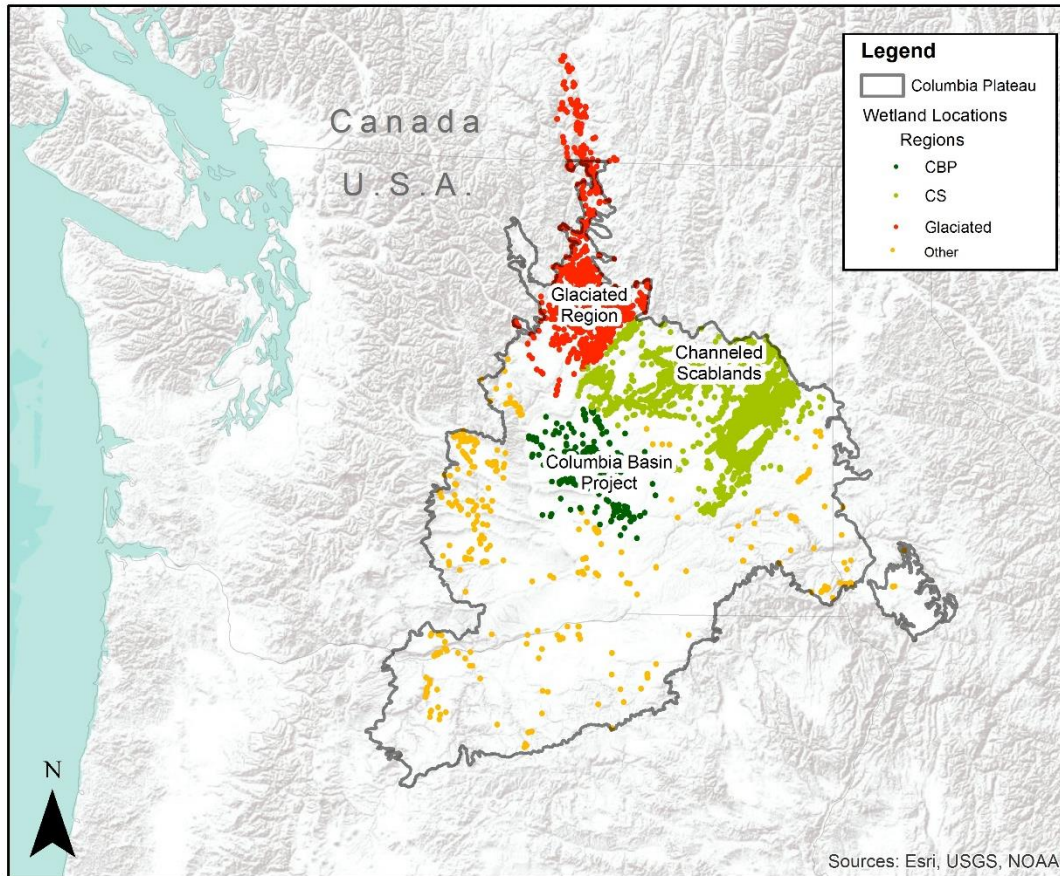 Legend
Columbia Plateau
Wetland Locations
Regions
CBP
CS
Glaciated
Other
Canada
U.S.A.
Glaciated
Region
Channeled
Scablands
Columbia Basin
Project
N
Sources: Esri, USGS, NOAA